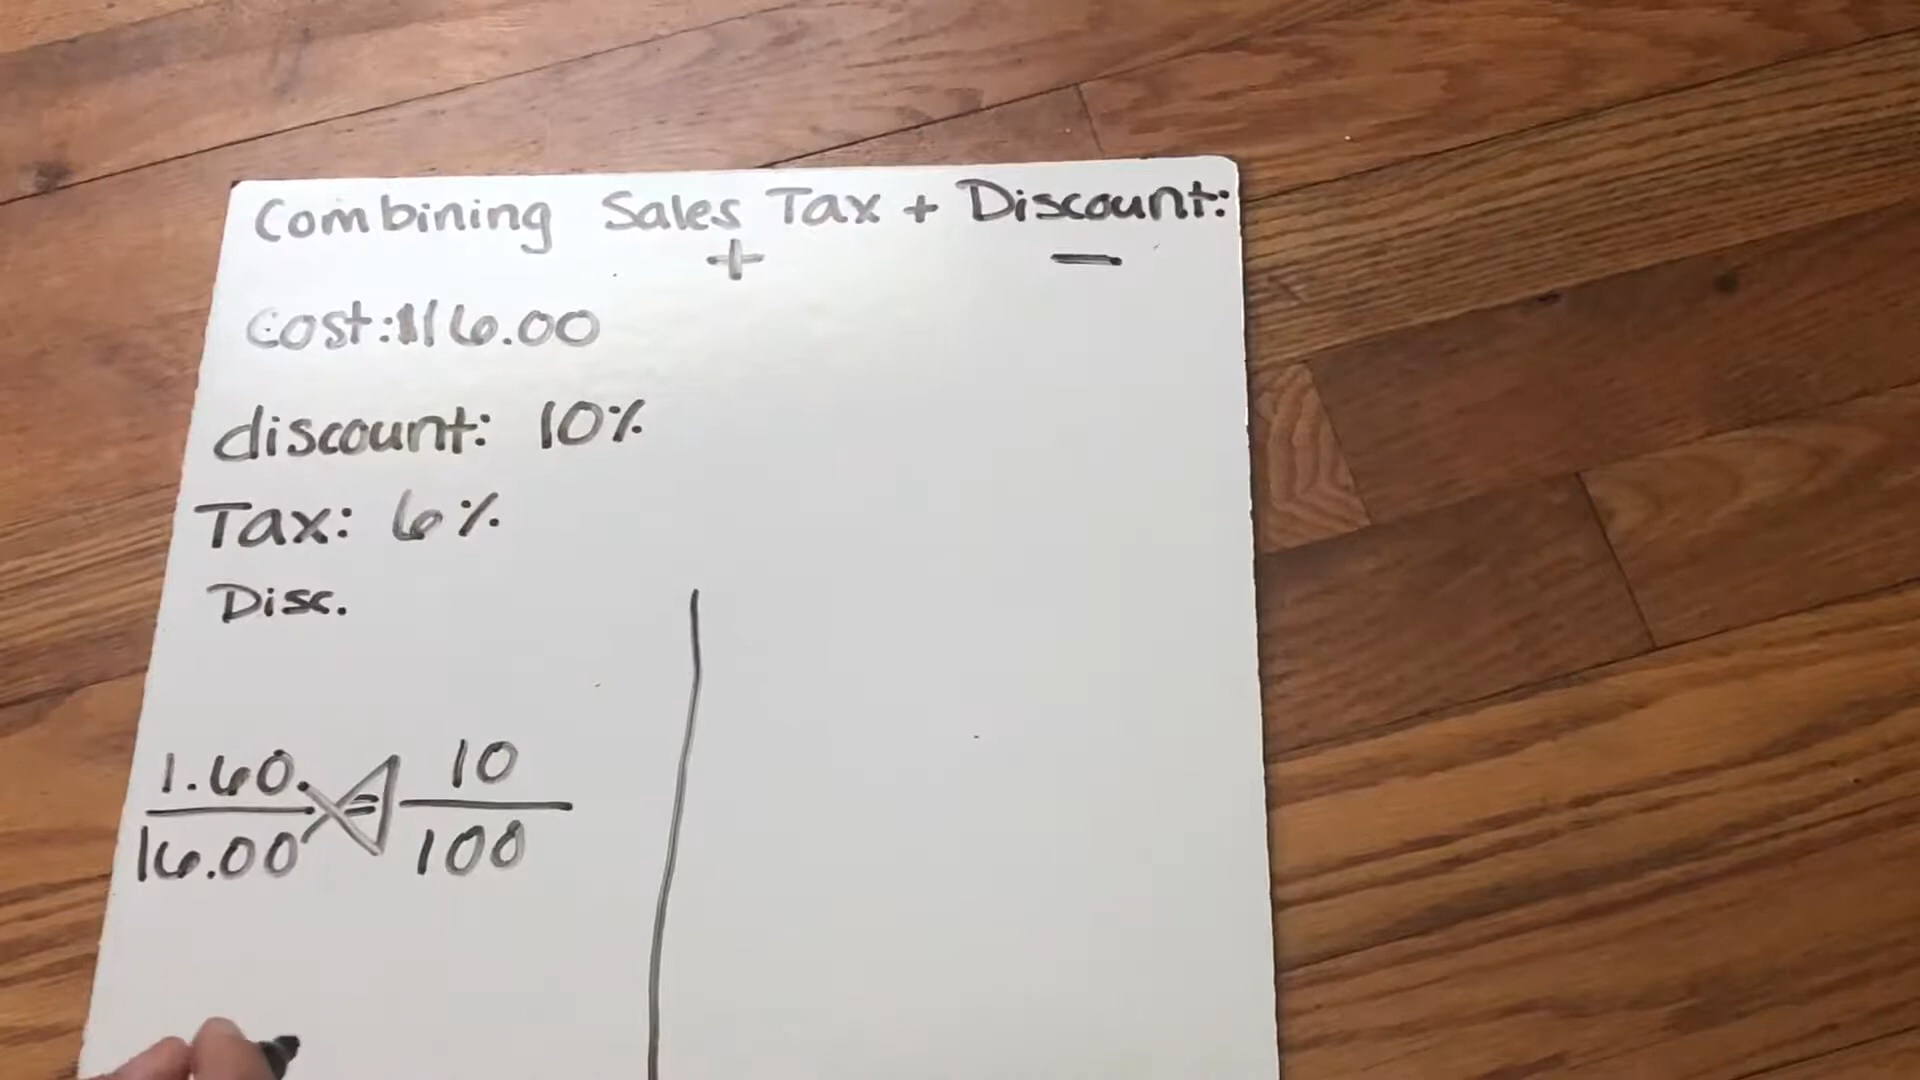 Combining Sales Tax + Discount:
+ —
Cost: $16.00
discount: 10%
Tax: 6%
Disc.
1.60 = 10
16.00 100